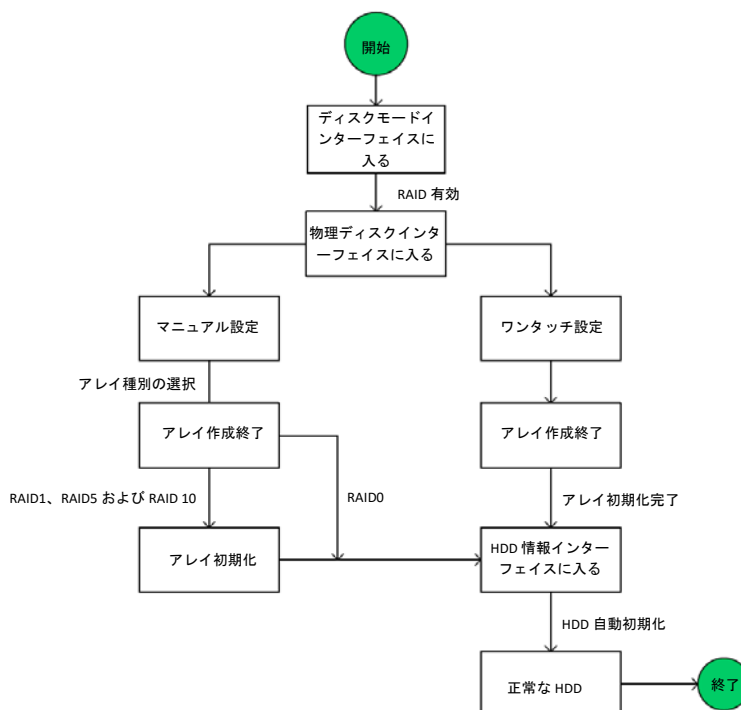 開始
ディスクモードイ
ンターフェイスに
入る
RAID 有効
物理ディスクインタ
ーフェイスに入る
マニュアル設定
ワンタッチ設定
アレイ種別の選択
アレイ作成終了
アレイ作成終了
RAID1、RAID5 および RAID 10
RAID0
アレイ初期化完了
アレイ初期化
HDD 情報インター
フェイスに入る
HDD 自動初期化
正常な HDD
終了